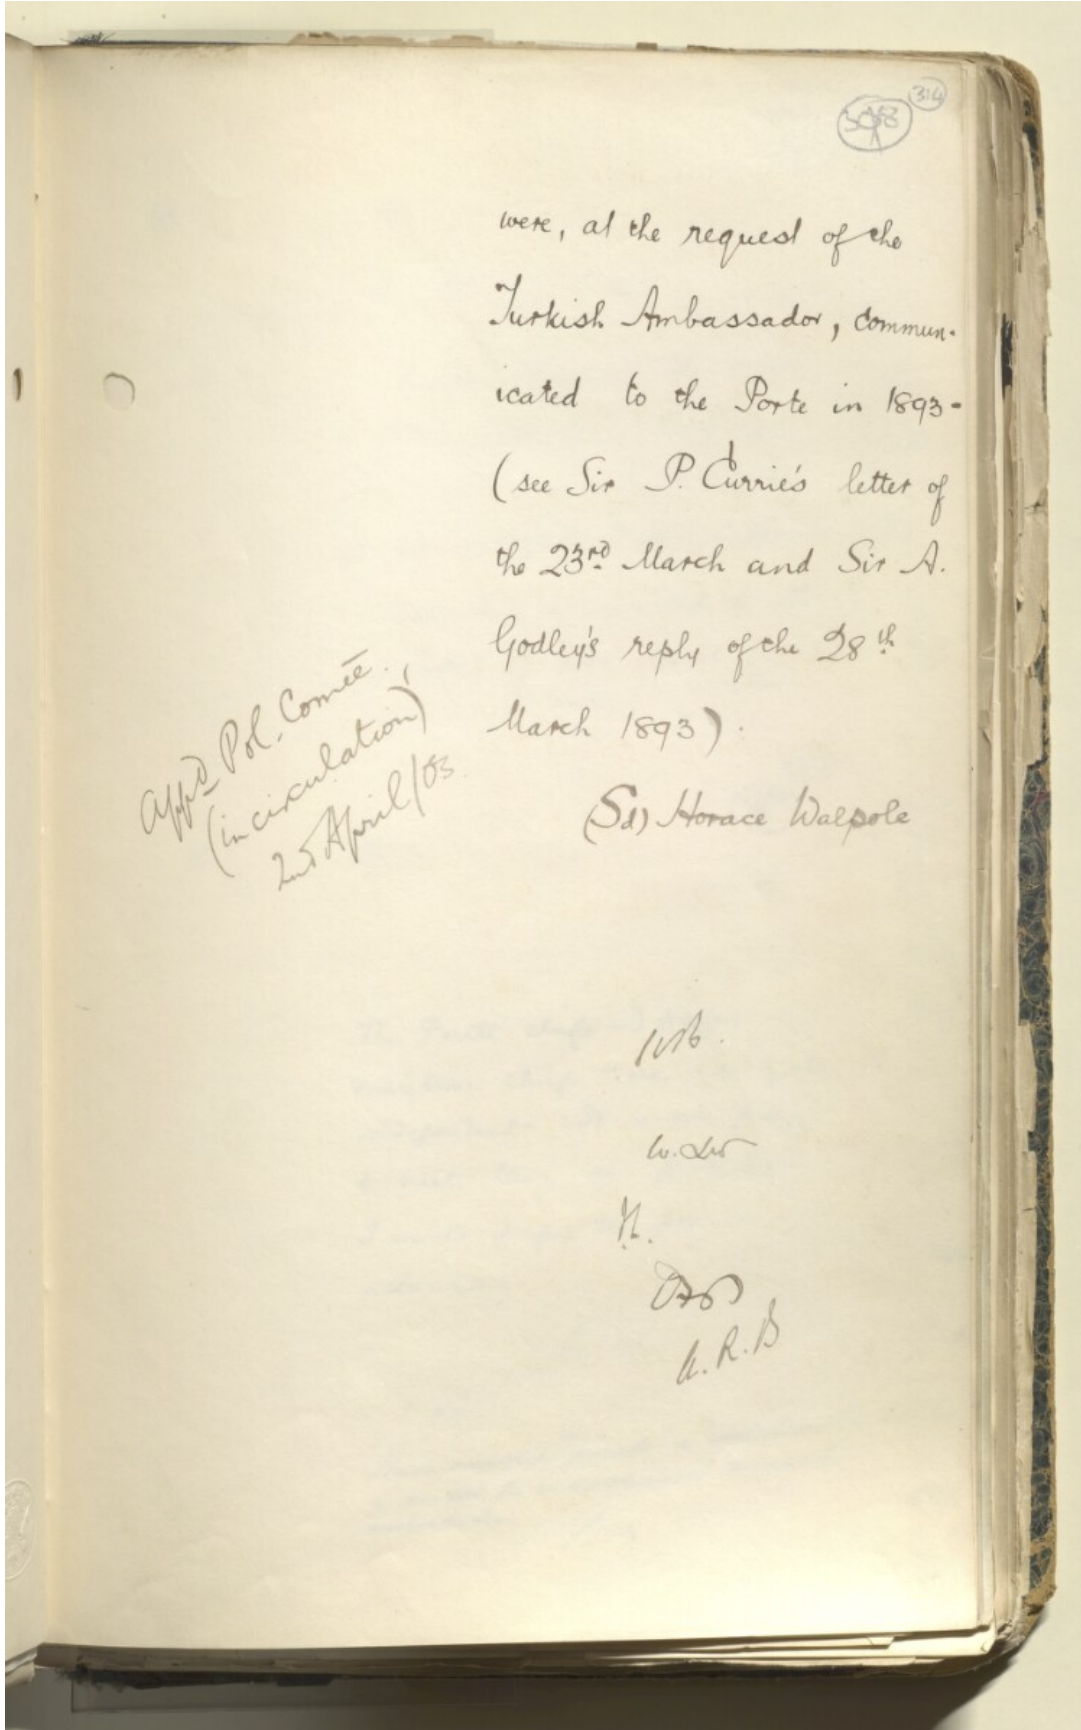 314
were, at the request of the
Turkish Ambassador, commun-
icated to the Porte in 1893-
(see Sir P. Currie's letter of
the 23rd March and Sir A.
Godley's reply of the 28th
March 1893).
(Sd) Horace Walpole
Appd Pol. Comee.,
(in circulation)
2nd April/03
W. LW
H.
A.R.B